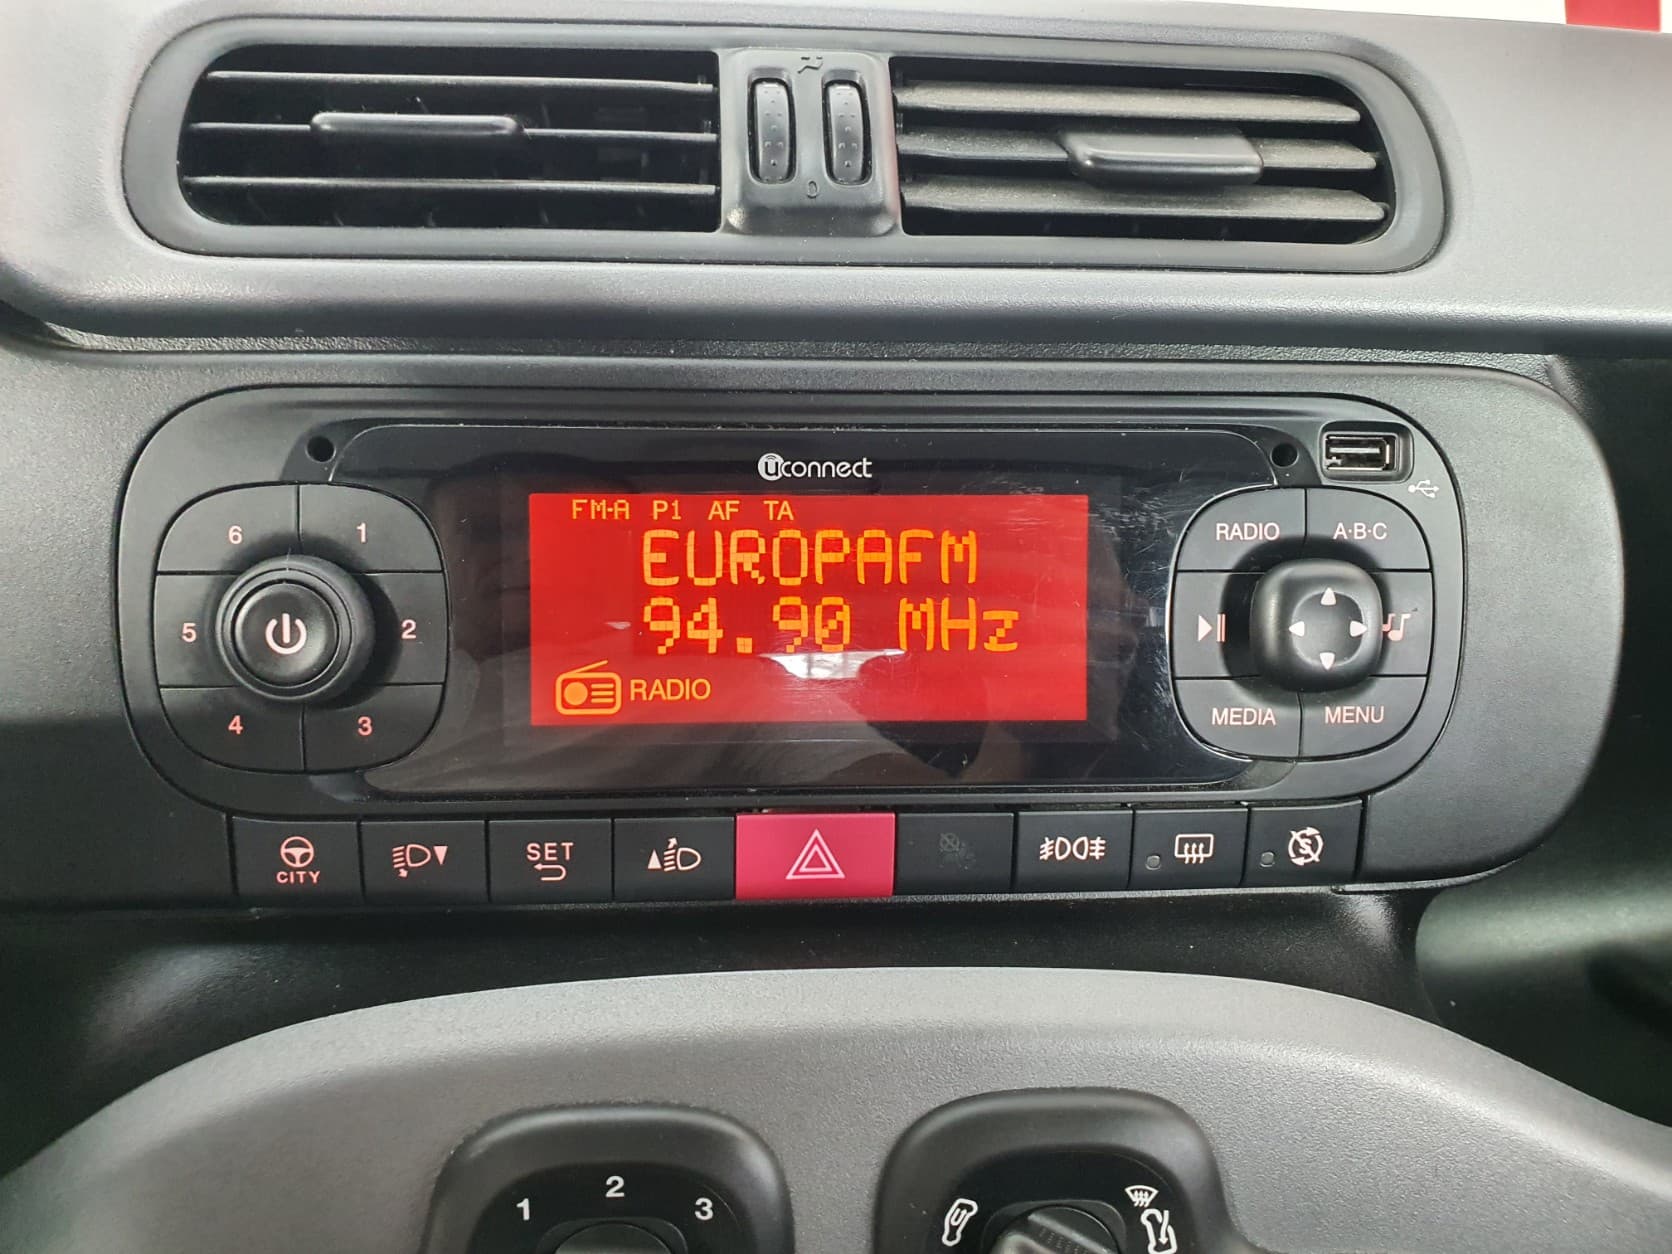 uconnect
FM-A P1 AF TA
EUROPAFM
94.90 MHz
RADIO
6 1
5 2
4 3
RADIO A·B·C
MEDIA MENU
CITY
SET
0
1 2 3